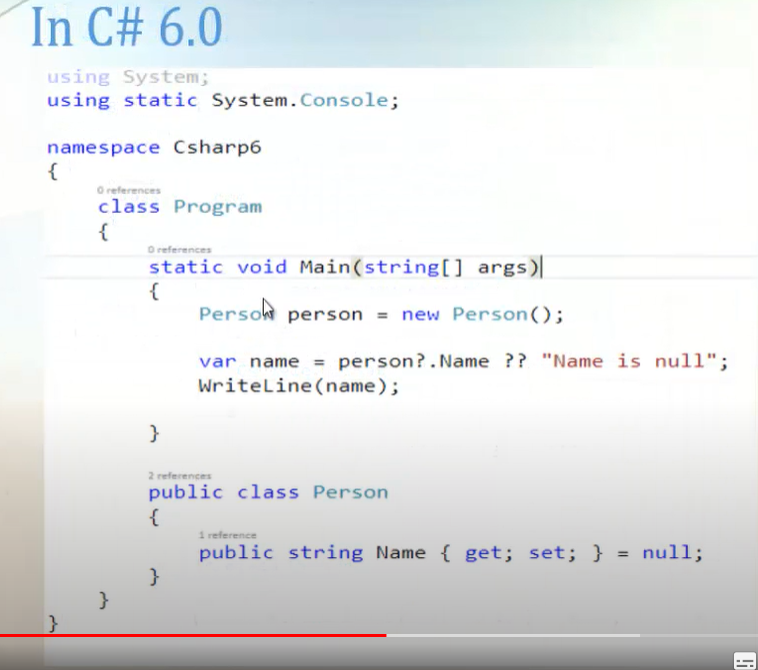 In C# 6.0
using System;
using static System.Console;
namespace Csharp6
{
0 references
class Program
{
0 references
static void Main(string[] args)
{
Person person = new Person();
var name = person?.Name ?? "Name is null";
WriteLine(name);
}
2 references
public class Person
{
1 reference
public string Name { get; set; } = null;
}
}
}